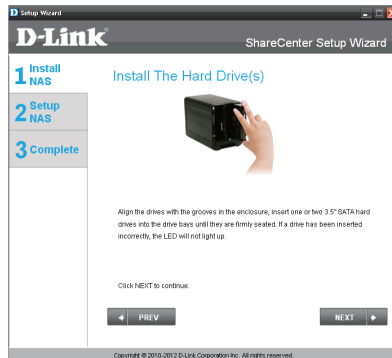 D Setup Wizard
D-Link
ShareCenter Setup Wizard
1 Install
NAS
2 Setup
NAS
3 Complete
Install The Hard Drive(s)
Align the drives with the grooves in the enclosure, insert one or two 3.5" SATA hard
drives into the drive bays until they are firmly seated. If a drive has been inserted
incorrectly, the LED will not light up.
Click NEXT to continue.
PREV
NEXT
Copyright © 2010-2012 D-Link Corporation Inc. All rights reserved.